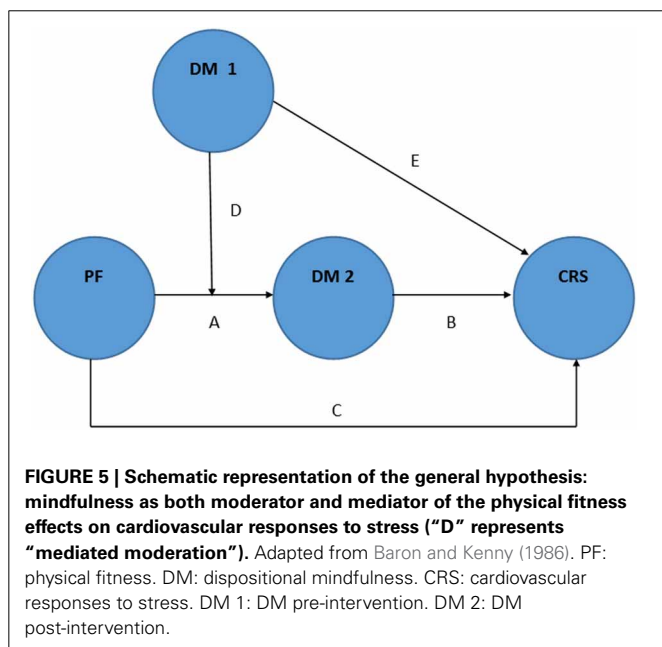 DM 1
E
D
PF
DM 2
CRS
A
B
C
FIGURE 5 | Schematic representation of the general hypothesis:
mindfulness as both moderator and mediator of the physical fitness
effects on cardiovascular responses to stress (“D” represents
“mediated moderation”). Adapted from Baron and Kenny (1986). PF:
physical fitness. DM: dispositional mindfulness. CRS: cardiovascular
responses to stress. DM 1: DM pre-intervention. DM 2: DM
post-intervention.